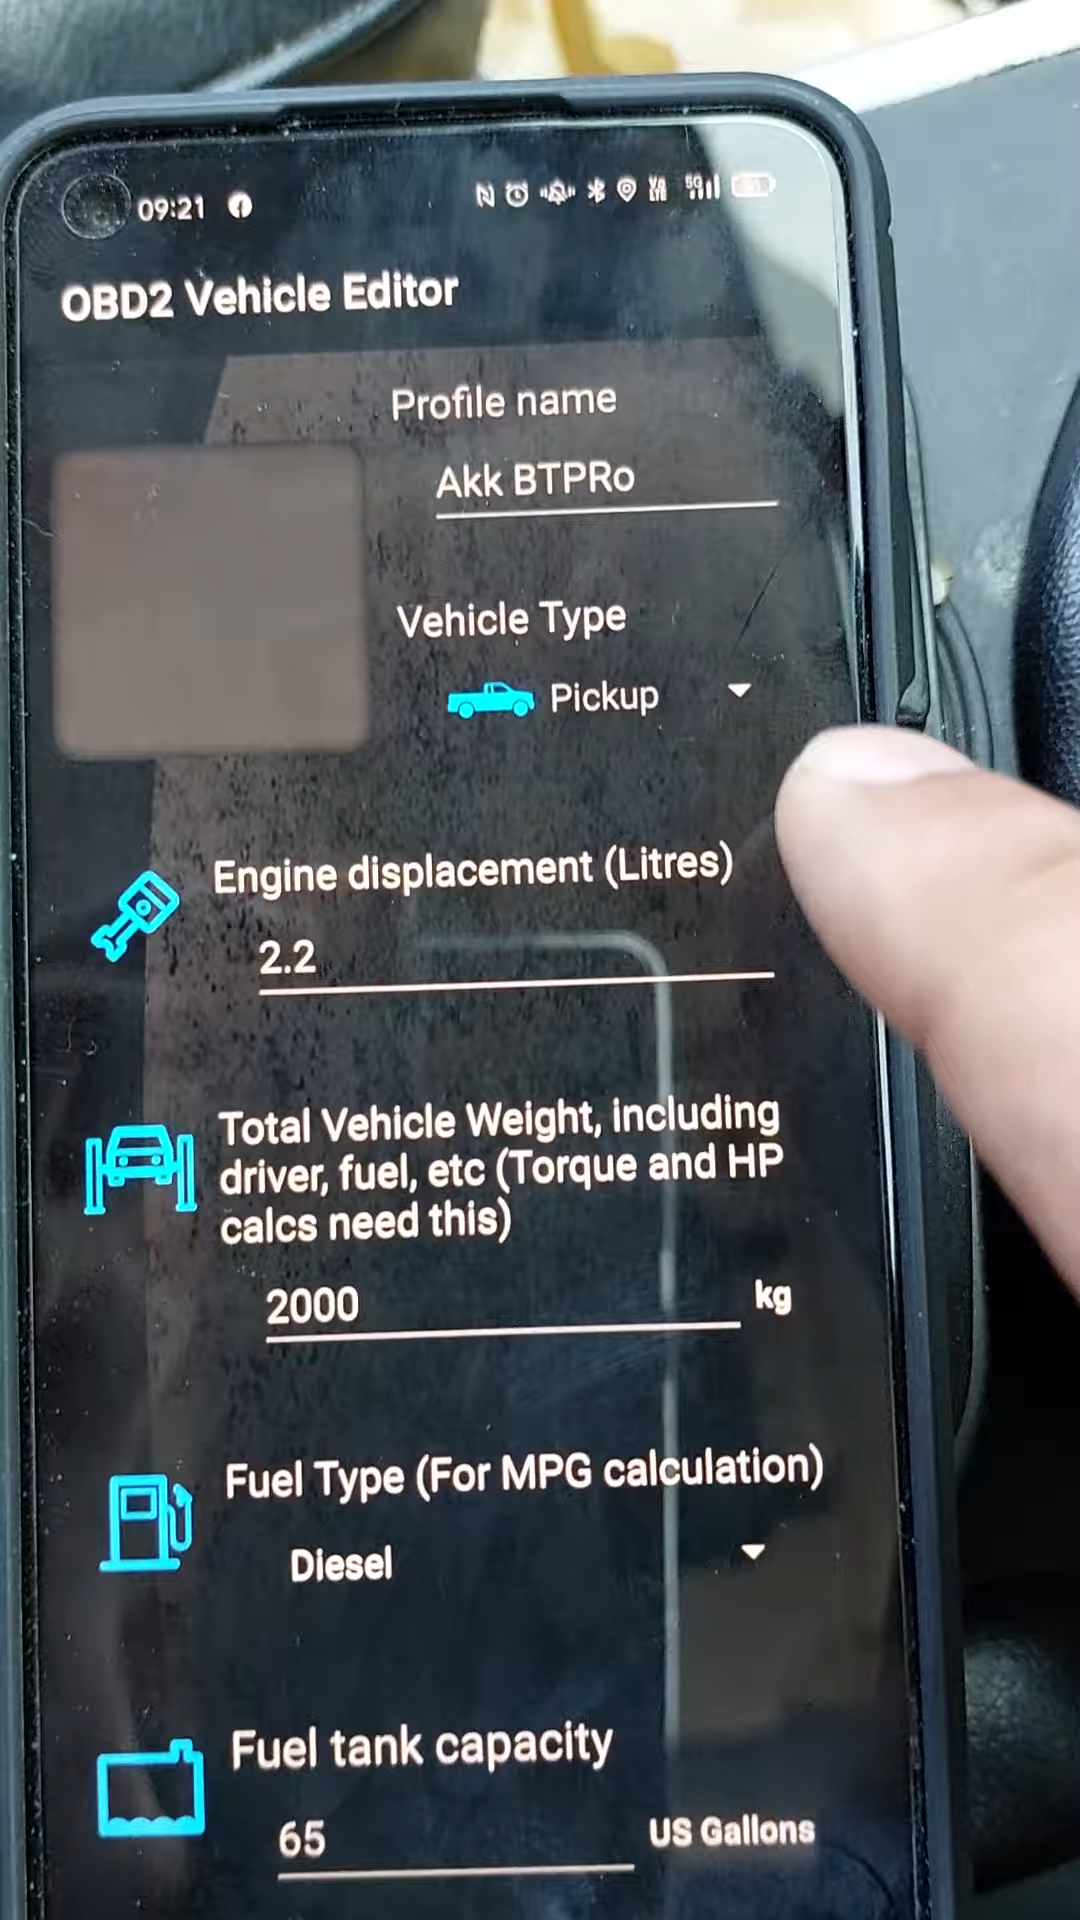 09:21
5G
OBD2 Vehicle Editor
Profile name
Akk BTPRo
Vehicle Type
Pickup
Engine displacement (Litres)
2.2
Total Vehicle Weight, including
driver, fuel, etc (Torque and HP
calcs need this)
2000 kg
Fuel Type (For MPG calculation)
Diesel
Fuel tank capacity
65 US Gallons